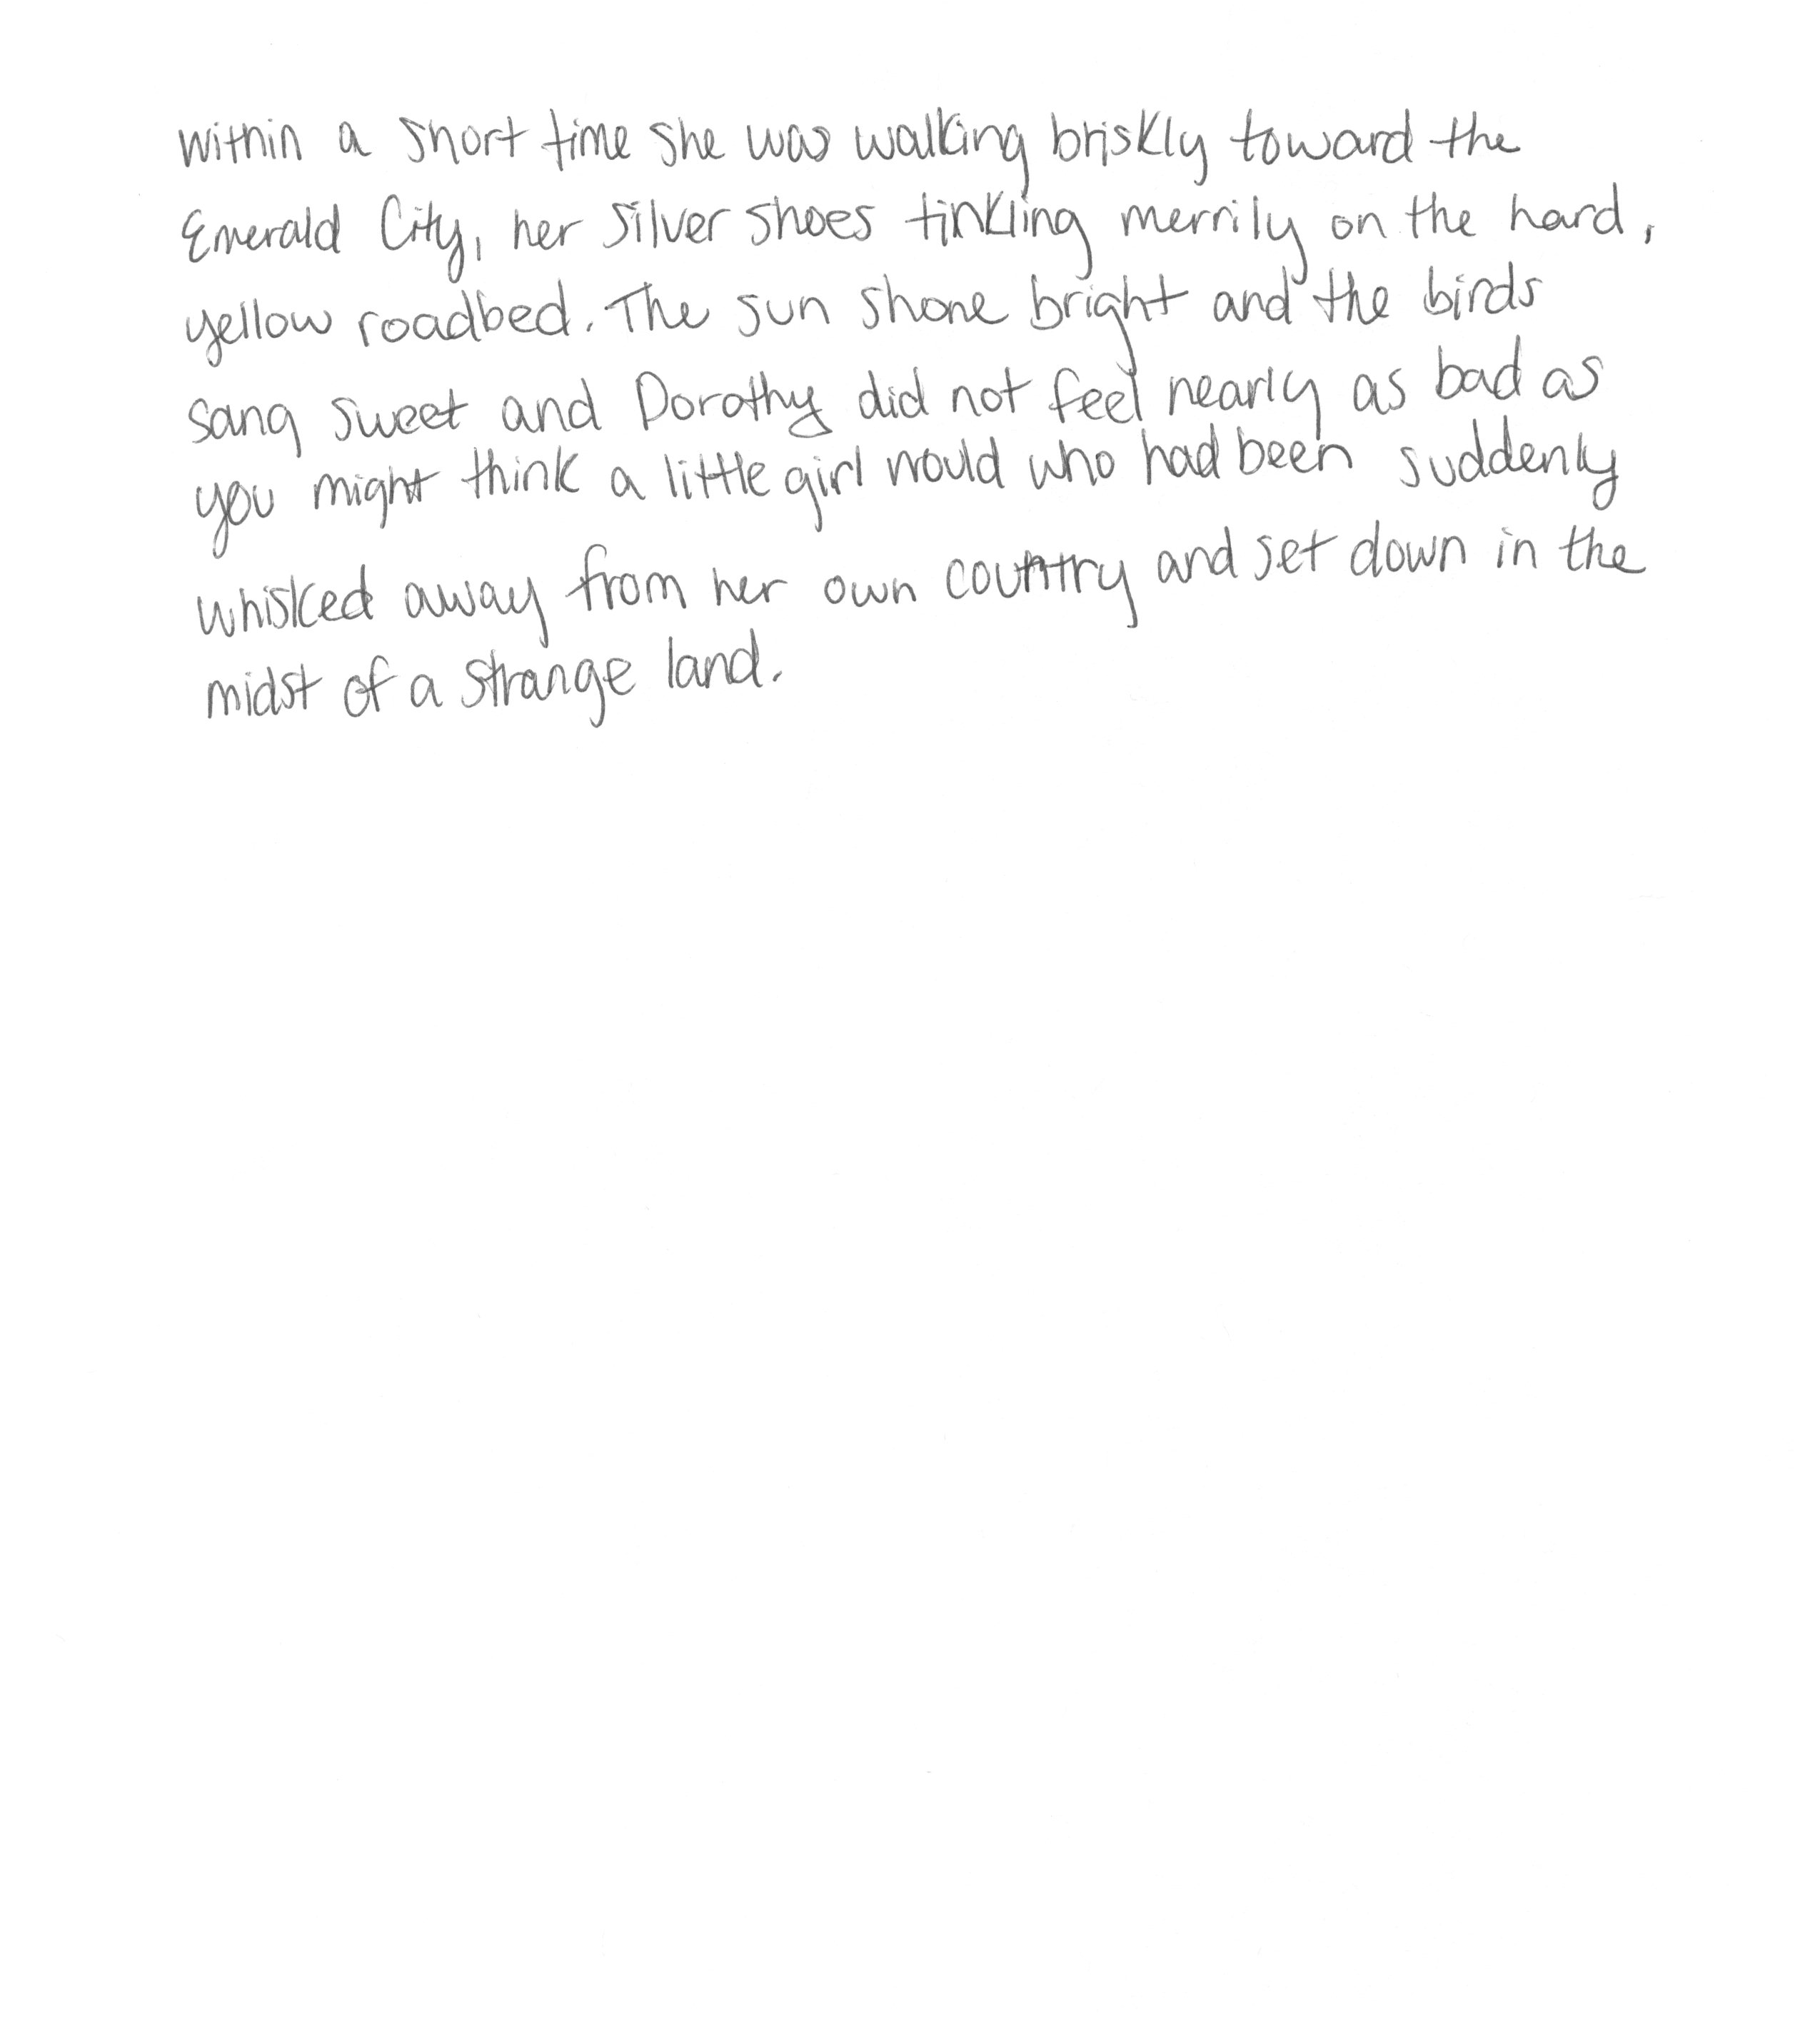 within a short time she was walking briskly toward the
Emerald City, her silver shoes tinkling merrily on the hard,
yellow roadbed. The sun shone bright and the birds
sang sweet and Dorothy did not feel nearly as bad as
you might think a little girl would who had been suddenly
whisked away from her own country and set down in the
midst of a strange land.